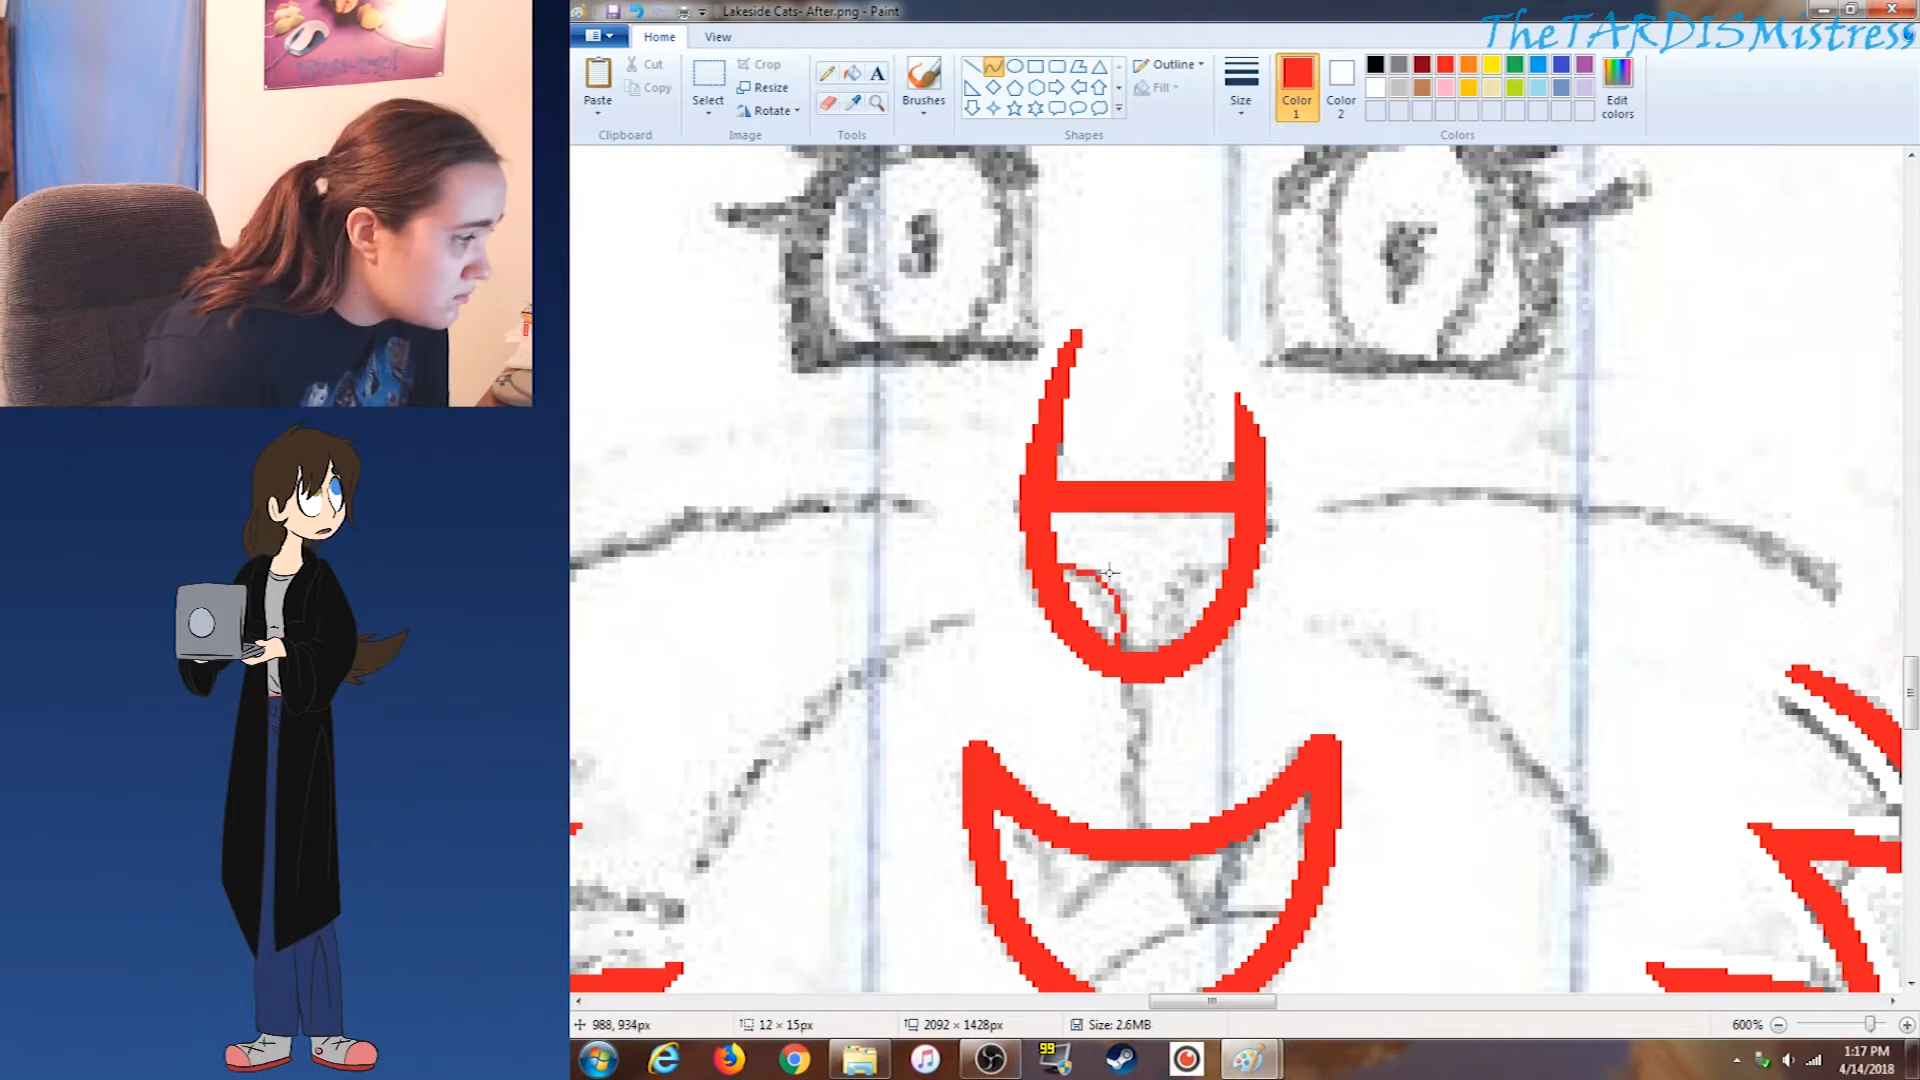 Lakeside Cats- After.png - Paint
TheTARDISMistress
Home
View
Paste
Cut
Copy
Clipboard
Select
Crop
Resize
Rotate
Image
A
Tools
Brushes
Shapes
Outline
Fill
Size
Color 1
Color 2
Edit colors
Colors
988, 934px
12 × 15px
2092 × 1428px
Size: 2.6MB
600%
99
1:17 PM
4/14/2018